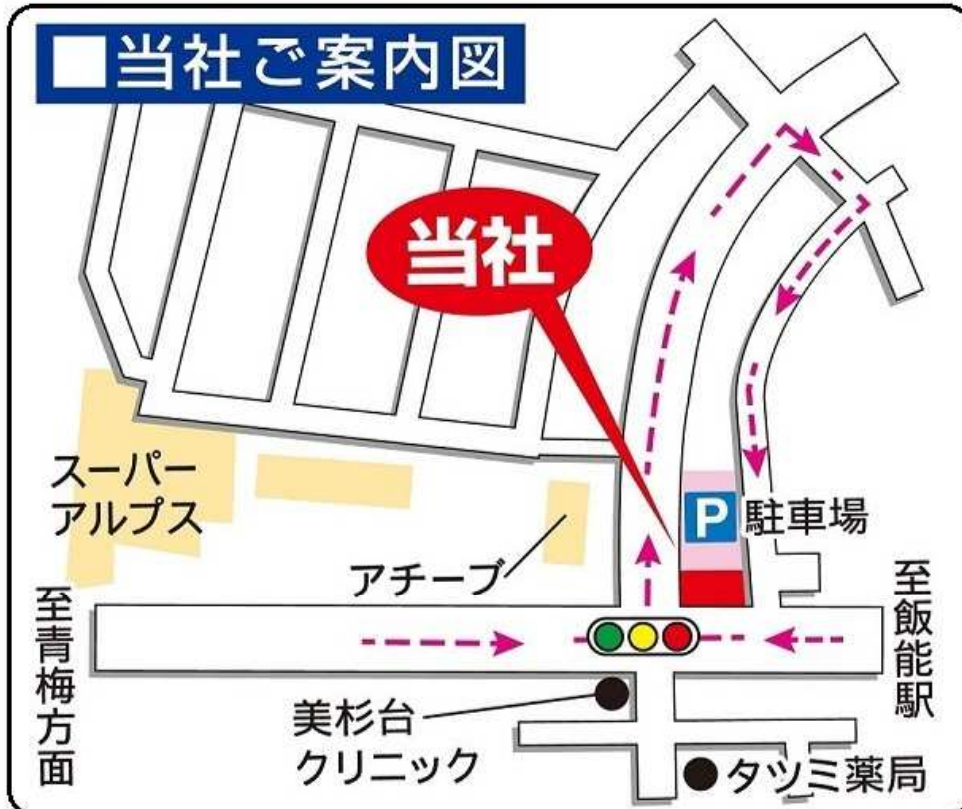 ■当社ご案内図
当社
スーパー
アルプス
P 駐車場
アチーブ
至青梅方面
至飯能駅
美杉台
クリニック
タツミ薬局